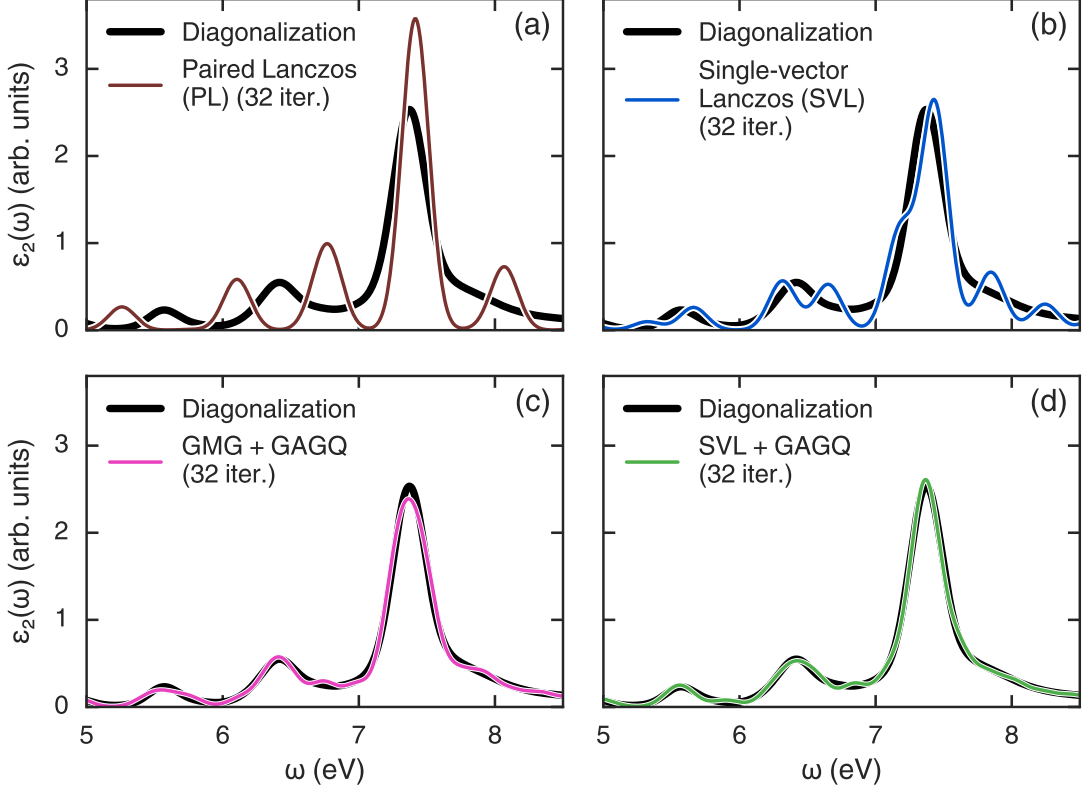 (a)
Diagonalization
Paired Lanczos
(PL) (32 iter.)
ε₂(ω) (arb. units)
3
2
1
0
(b)
Diagonalization
Single-vector
Lanczos (SVL)
(32 iter.)
(c)
Diagonalization
GMG + GAGQ
(32 iter.)
ε₂(ω) (arb. units)
3
2
1
0
5 6 7 8
ω (eV)
(d)
Diagonalization
SVL + GAGQ
(32 iter.)
5 6 7 8
ω (eV)